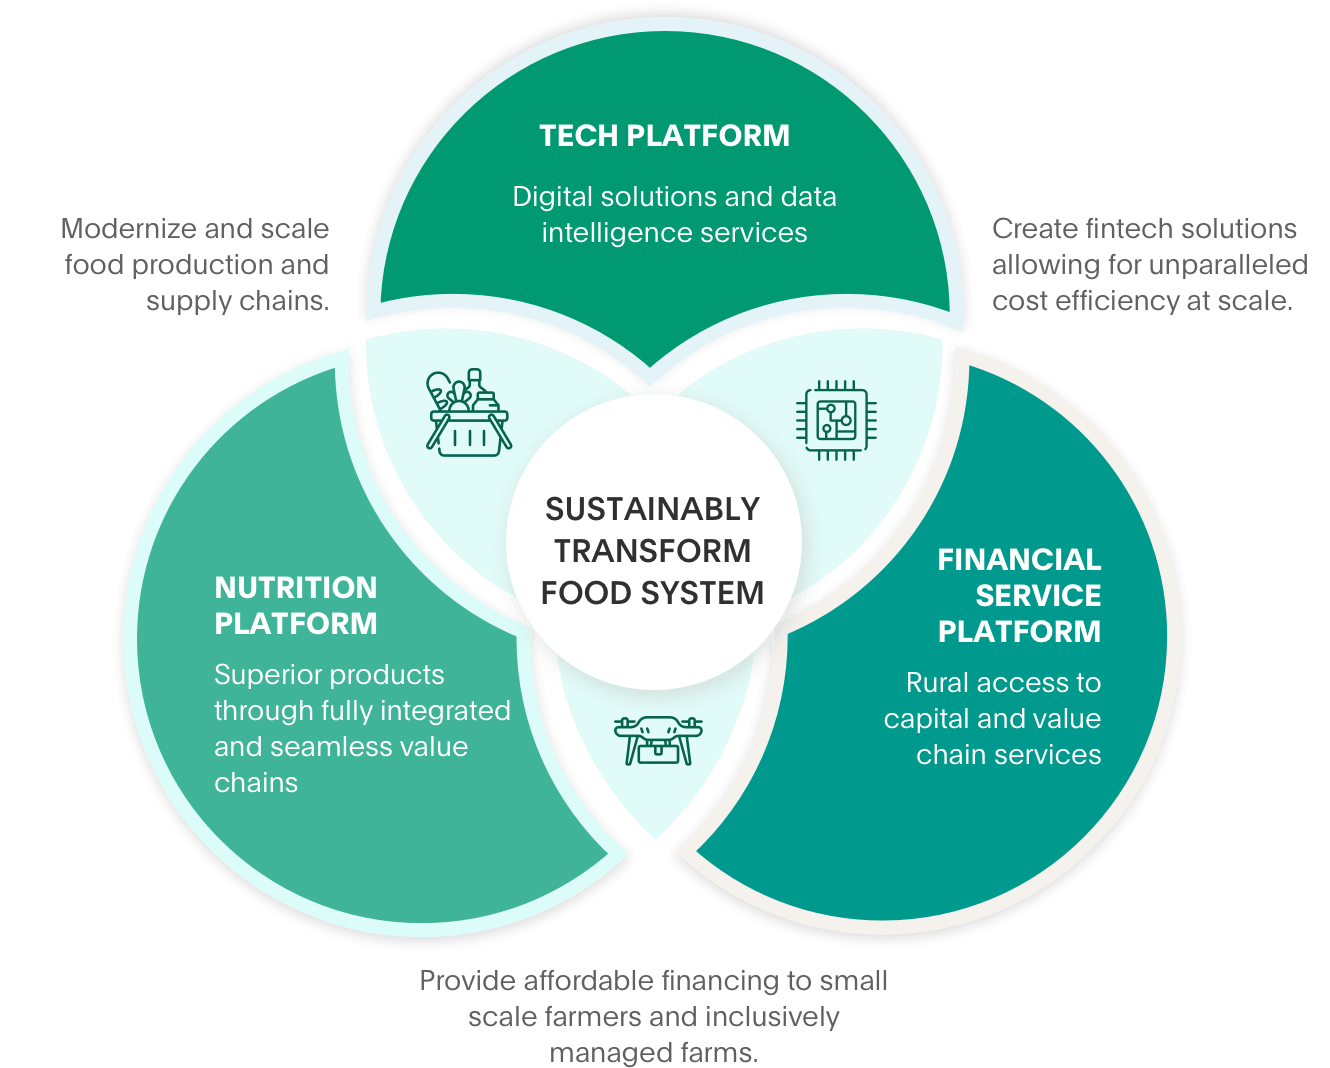 TECH PLATFORM
Digital solutions and data
intelligence services
Modernize and scale
food production and
supply chains.
Create fintech solutions
allowing for unparalleled
cost efficiency at scale.
SUSTAINABLY
TRANSFORM
FOOD SYSTEM
NUTRITION
PLATFORM
Superior products
through fully integrated
and seamless value
chains
FINANCIAL
SERVICE
PLATFORM
Rural access to
capital and value
chain services
Provide affordable financing to small
scale farmers and inclusively
managed farms.